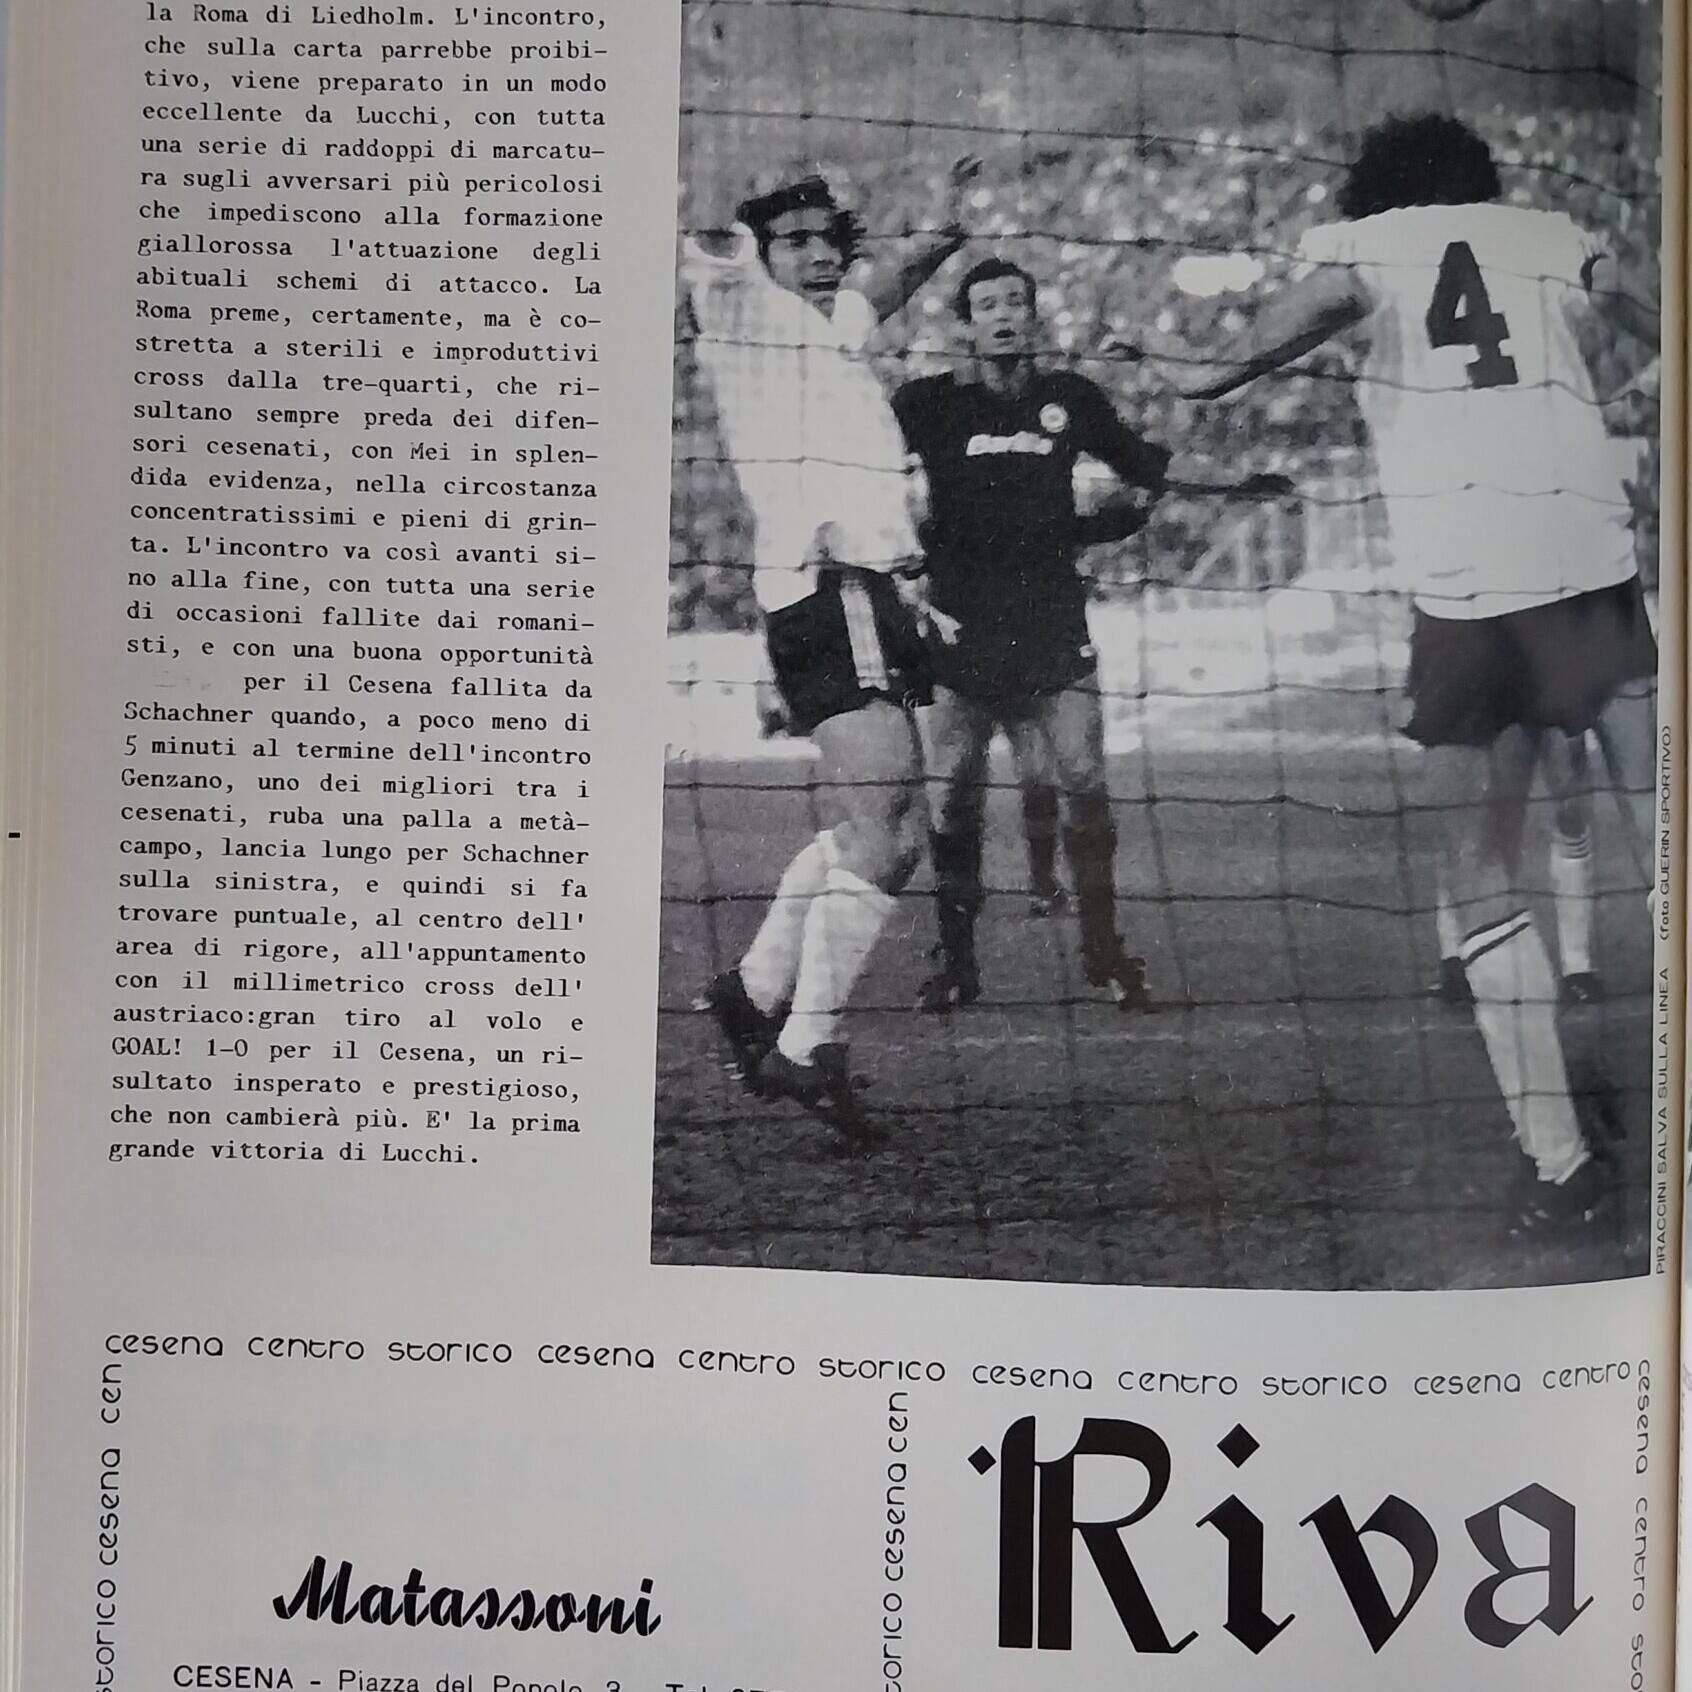 la Roma di Liedholm. L'incontro,
che sulla carta parrebbe proibi-
tivo, viene preparato in un modo
eccellente da Lucchi, con tutta
una serie di raddoppi di marcatu-
ra sugli avversari più pericolosi
che impediscono alla formazione
giallorossa l'attuazione degli
abituali schemi di attacco. La
Roma preme, certamente, ma è co-
stretta a sterili e improduttivi
cross dalla tre-quarti, che ri-
sultano sempre preda dei difen-
sori cesenati, con Mei in splen-
dida evidenza, nella circostanza
concentratissimi e pieni di grin-
ta. L'incontro va così avanti si-
no alla fine, con tutta una serie
di occasioni fallite dai romani-
sti, e con una buona opportunità
per il Cesena fallita da
Schachner quando, a poco meno di
5 minuti al termine dell'incontro
Genzano, uno dei migliori tra i
cesenati, ruba una palla a metà-
campo, lancia lungo per Schachner
sulla sinistra, e quindi si fa
trovare puntuale, al centro dell'
area di rigore, all'appuntamento
con il millimetrico cross dell'
austriaco:gran tiro al volo e
GOAL! 1-0 per il Cesena, un ri-
sultato insperato e prestigioso,
che non cambierà più. E' la prima
grande vittoria di Lucchi.
4
PIRACCINI SALVA SULLA LINEA (foto GUERIN SPORTIVO)
cesena centro storico cesena centro storico cesena centro storico cesena centro
storico cesena cen
storico cesena cen
cesena centro sto
Matassoni
CESENA - Piazza del Popolo
Riva